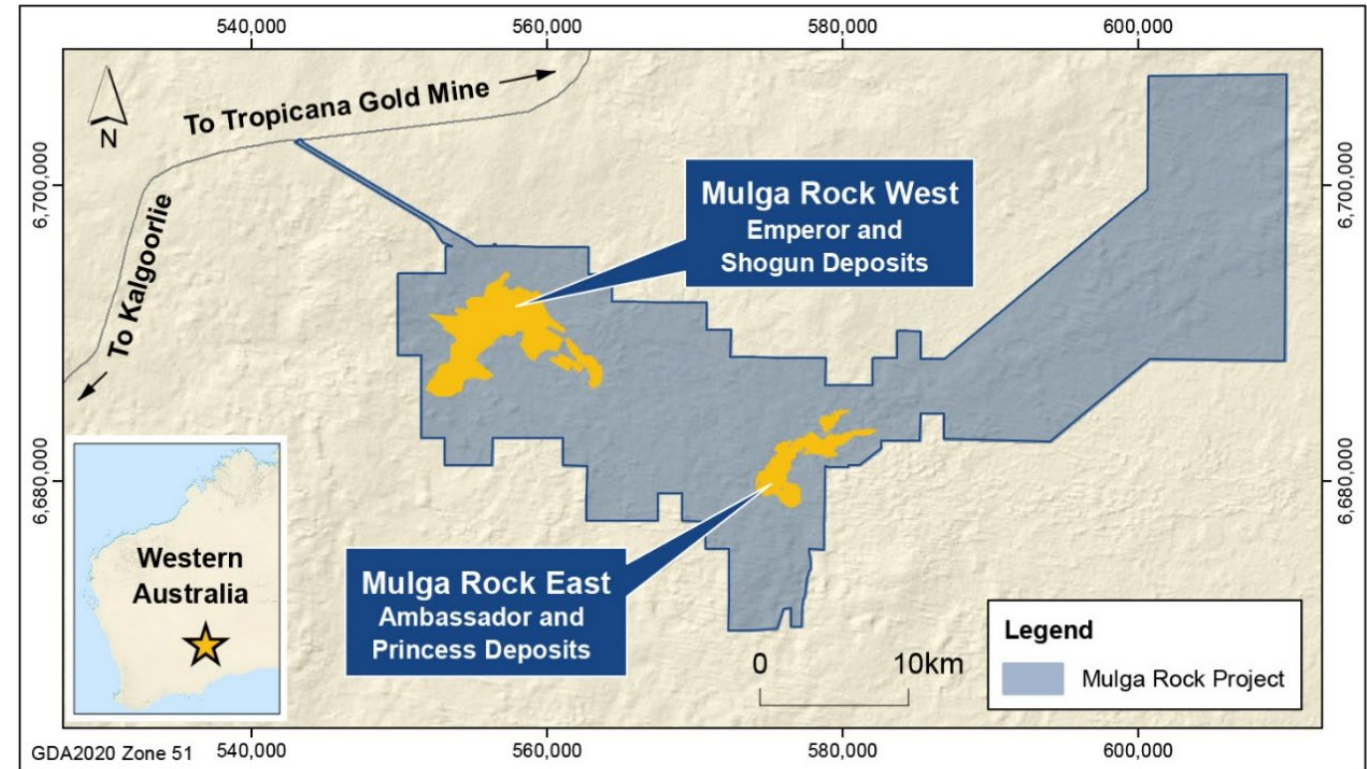 540,000
560,000
580,000
600,000
To Tropicana Gold Mine
N
6,700,000
6,700,000
Mulga Rock West
Emperor and
Shogun Deposits
To Kalgoorlie
6,680,000
6,680,000
Western
Australia
Mulga Rock East
Ambassador and
Princess Deposits
0
10km
Legend
Mulga Rock Project
GDA2020 Zone 51
540,000
560,000
580,000
600,000